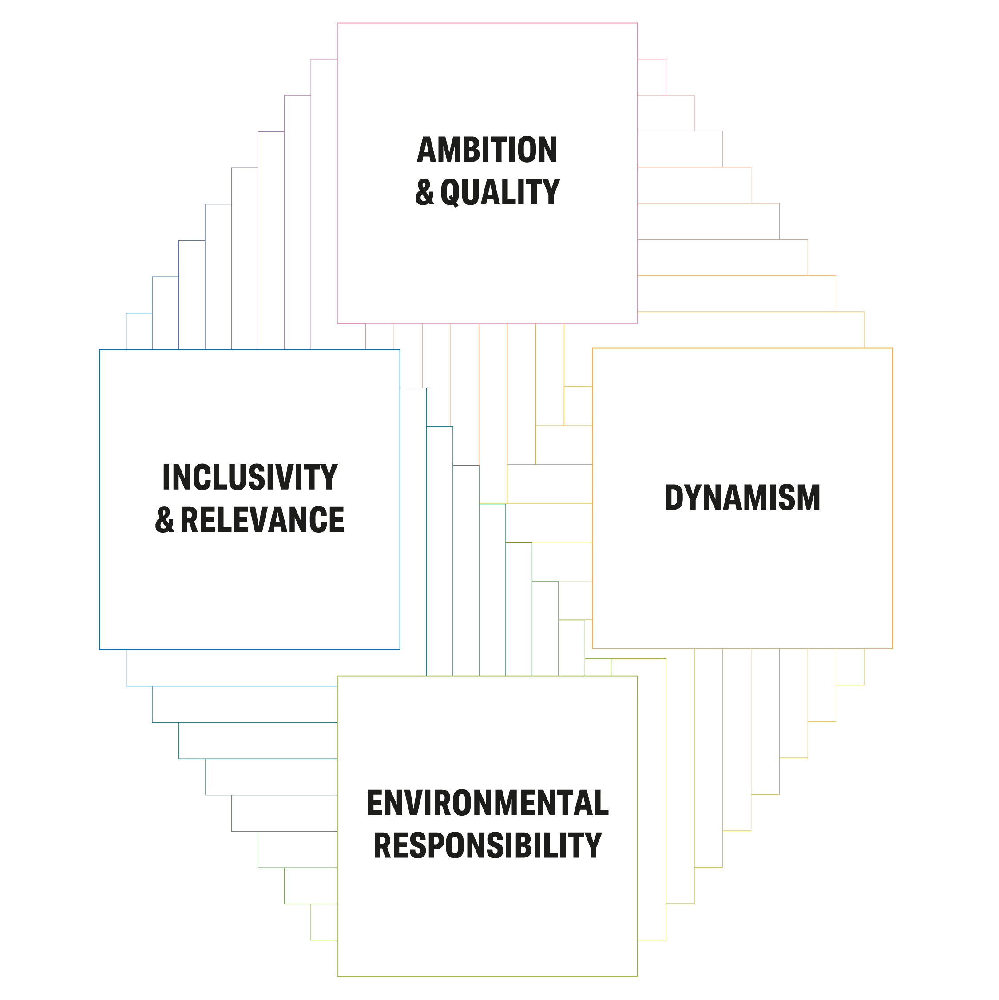 AMBITION
& QUALITY
INCLUSIVITY
& RELEVANCE
DYNAMISM
ENVIRONMENTAL
RESPONSIBILITY